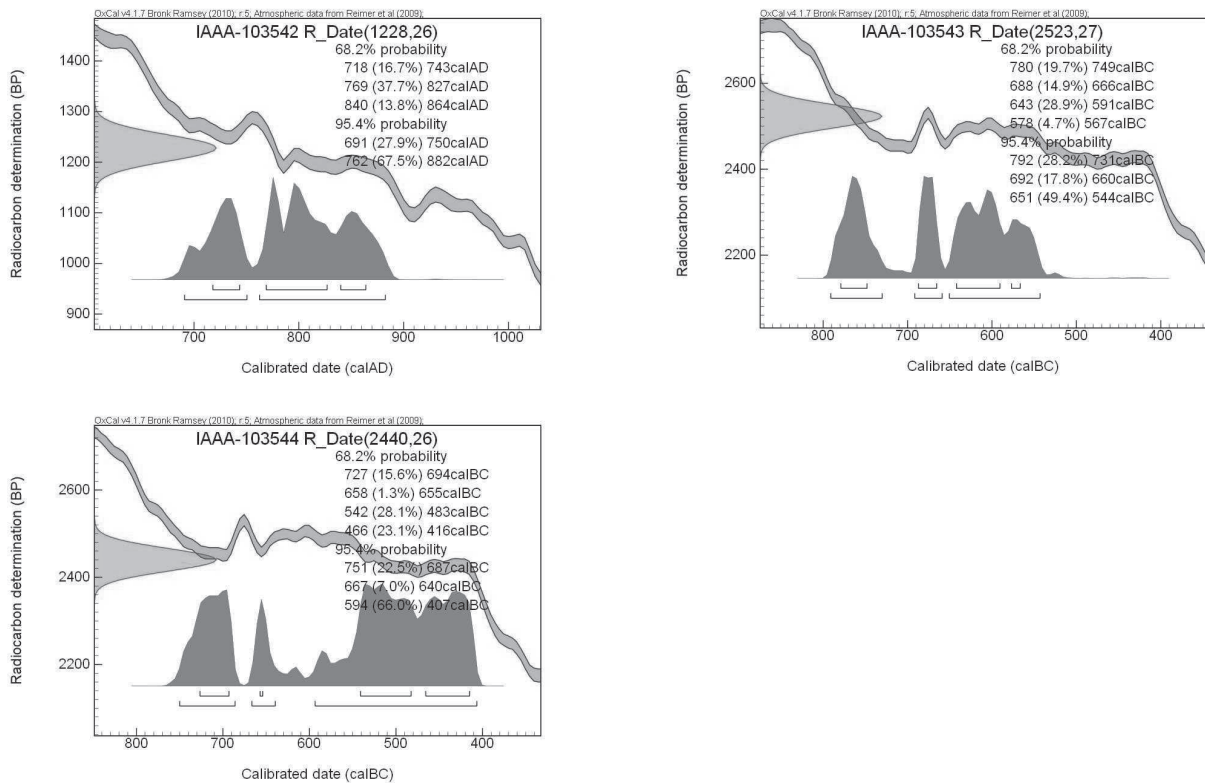 OxCal v4.1.7 Bronk Ramsey (2010); r:5; Atmospheric data from Reimer et al (2009);
IAAA-103542 R_Date(1228,26)
68.2% probability
718 (16.7%) 743calAD
769 (37.7%) 827calAD
840 (13.8%) 864calAD
95.4% probability
691 (27.9%) 750calAD
762 (67.5%) 882calAD
Radiocarbon determination (BP)
1400
1300
1200
1100
1000
900
700 800 900 1000
Calibrated date (calAD)
OxCal v4.1.7 Bronk Ramsey (2010); r:5; Atmospheric data from Reimer et al (2009);
IAAA-103543 R_Date(2523,27)
68.2% probability
780 (19.7%) 749calBC
688 (14.9%) 666calBC
643 (28.9%) 591calBC
578 (4.7%) 567calBC
95.4% probability
792 (28.2%) 731calBC
692 (17.8%) 660calBC
651 (49.4%) 544calBC
Radiocarbon determination (BP)
2600
2400
2200
800 700 600 500 400
Calibrated date (calBC)
OxCal v4.1.7 Bronk Ramsey (2010); r:5; Atmospheric data from Reimer et al (2009);
IAAA-103544 R_Date(2440,26)
68.2% probability
727 (15.6%) 694calBC
658 (1.3%) 655calBC
542 (28.1%) 483calBC
466 (23.1%) 416calBC
95.4% probability
751 (22.5%) 687calBC
667 (7.0%) 640calBC
594 (66.0%) 407calBC
Radiocarbon determination (BP)
2600
2400
2200
800 700 600 500 400
Calibrated date (calBC)